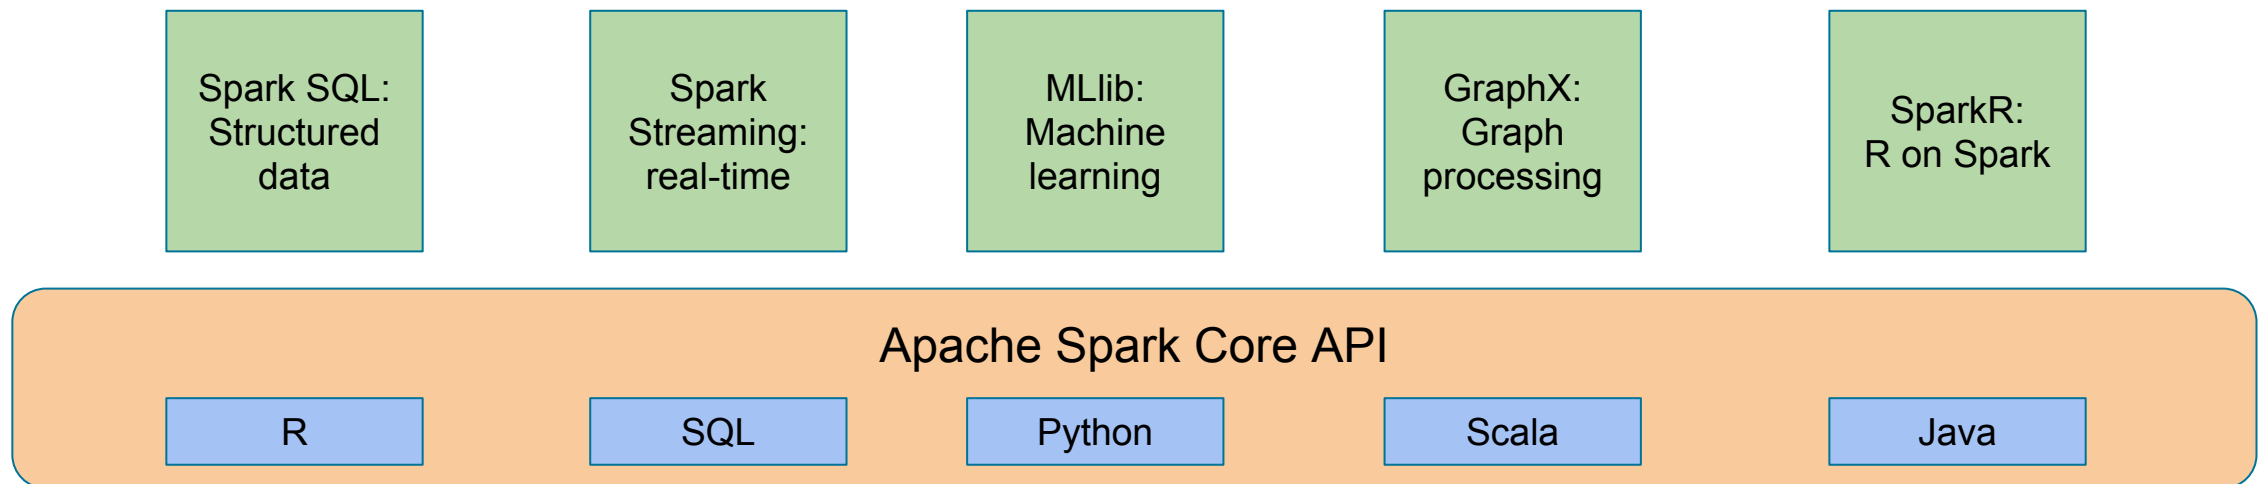 Spark SQL:
Structured
data
Spark
Streaming:
real-time
MLlib:
Machine
learning
GraphX:
Graph
processing
SparkR:
R on Spark
Apache Spark Core API
R
SQL
Python
Scala
Java